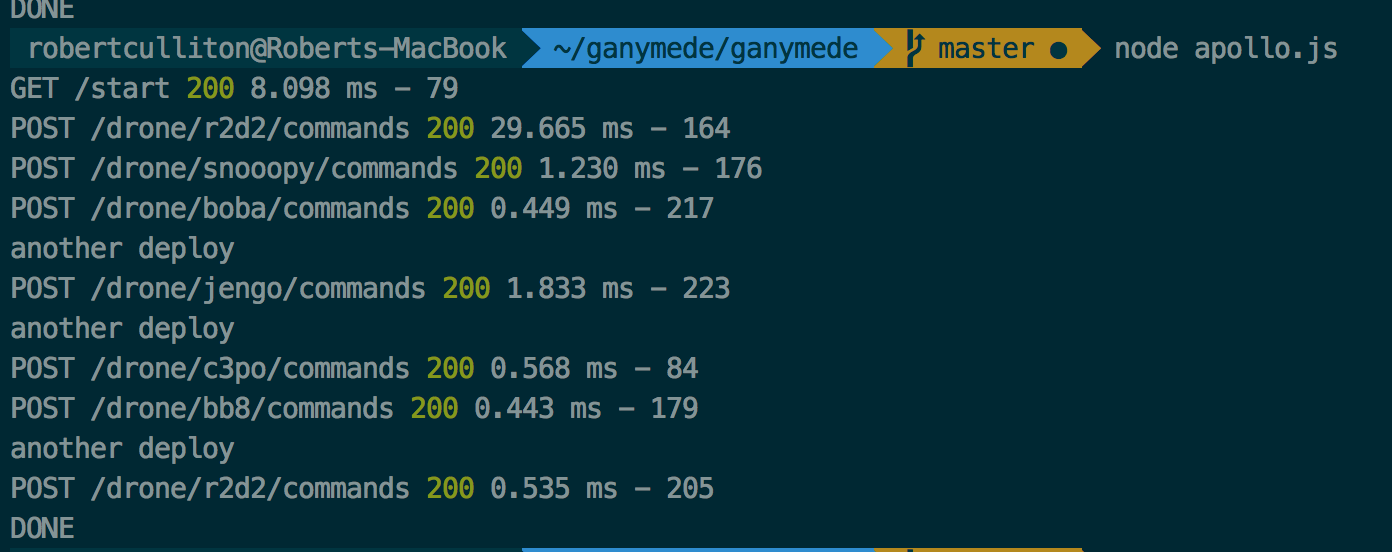 DONE
robertculliton@Roberts-MacBook ~/ganymede/ganymede master ● node apollo.js
GET /start 200 8.098 ms - 79
POST /drone/r2d2/commands 200 29.665 ms - 164
POST /drone/snooopy/commands 200 1.230 ms - 176
POST /drone/boba/commands 200 0.449 ms - 217
another deploy
POST /drone/jengo/commands 200 1.833 ms - 223
another deploy
POST /drone/c3po/commands 200 0.568 ms - 84
POST /drone/bb8/commands 200 0.443 ms - 179
another deploy
POST /drone/r2d2/commands 200 0.535 ms - 205
DONE